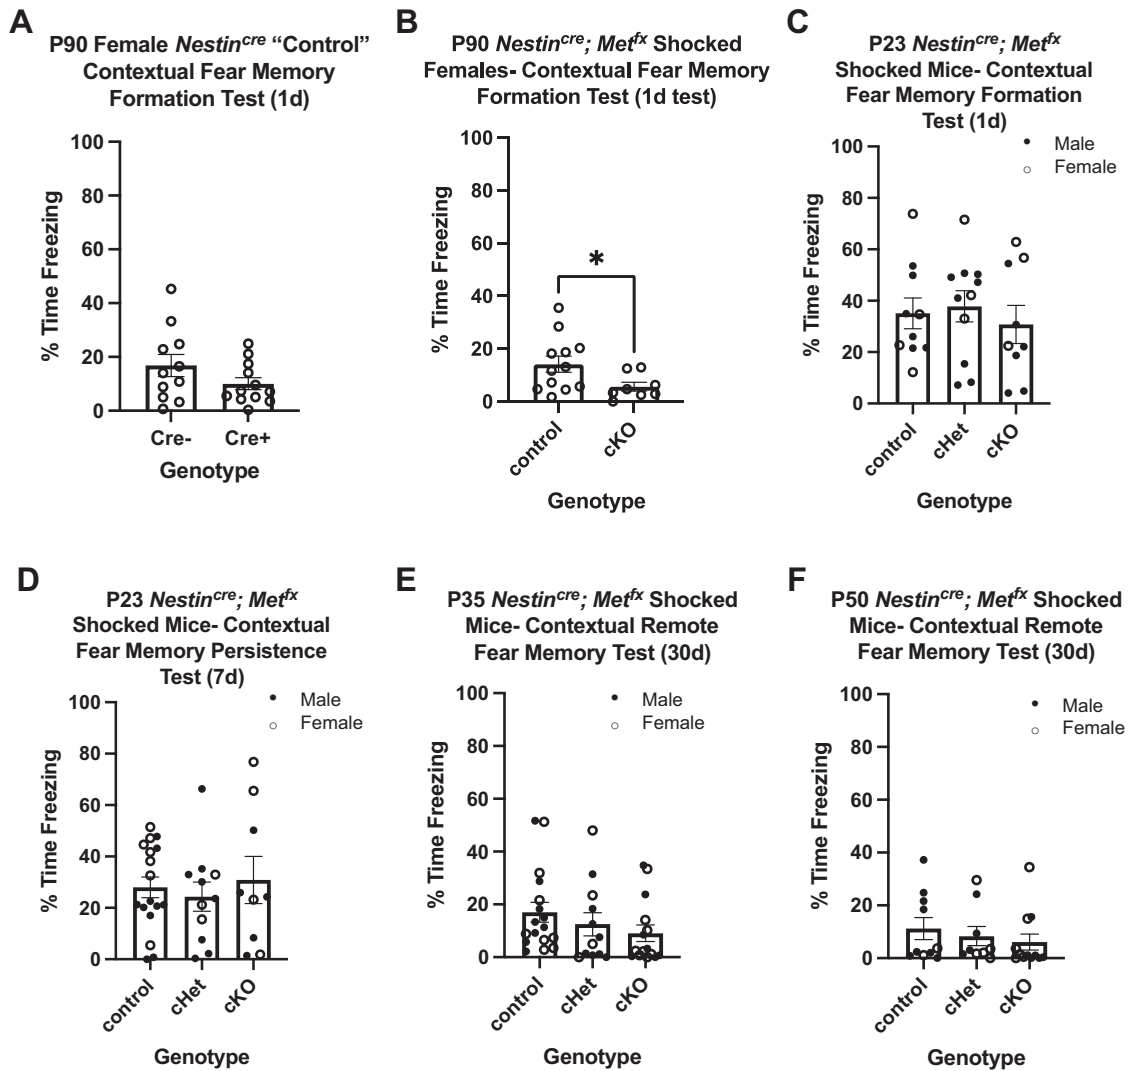 A
P90 Female Nestincre “Control”
Contextual Fear Memory
Formation Test (1d)
% Time Freezing
100
80
60
40
20
0
Cre-
Cre+
Genotype
B
P90 Nestincre; Metfx Shocked
Females- Contextual Fear Memory
Formation Test (1d test)
% Time Freezing
100
80
60
40
20
0
*
control
cKO
Genotype
C
P23 Nestincre; Metfx
Shocked Mice- Contextual
Fear Memory Formation
Test (1d)
Male
Female
% Time Freezing
100
80
60
40
20
0
control
cHet
cKO
Genotype
D
P23 Nestincre; Metfx
Shocked Mice- Contextual
Fear Memory Persistence
Test (7d)
Male
Female
% Time Freezing
100
80
60
40
20
0
control
cHet
cKO
Genotype
E
P35 Nestincre; Metfx Shocked
Mice- Contextual Remote
Fear Memory Test (30d)
Male
Female
% Time Freezing
100
80
60
40
20
0
control
cHet
cKO
Genotype
F
P50 Nestincre; Metfx Shocked
Mice- Contextual Remote
Fear Memory Test (30d)
Male
Female
% Time Freezing
100
80
60
40
20
0
control
cHet
cKO
Genotype